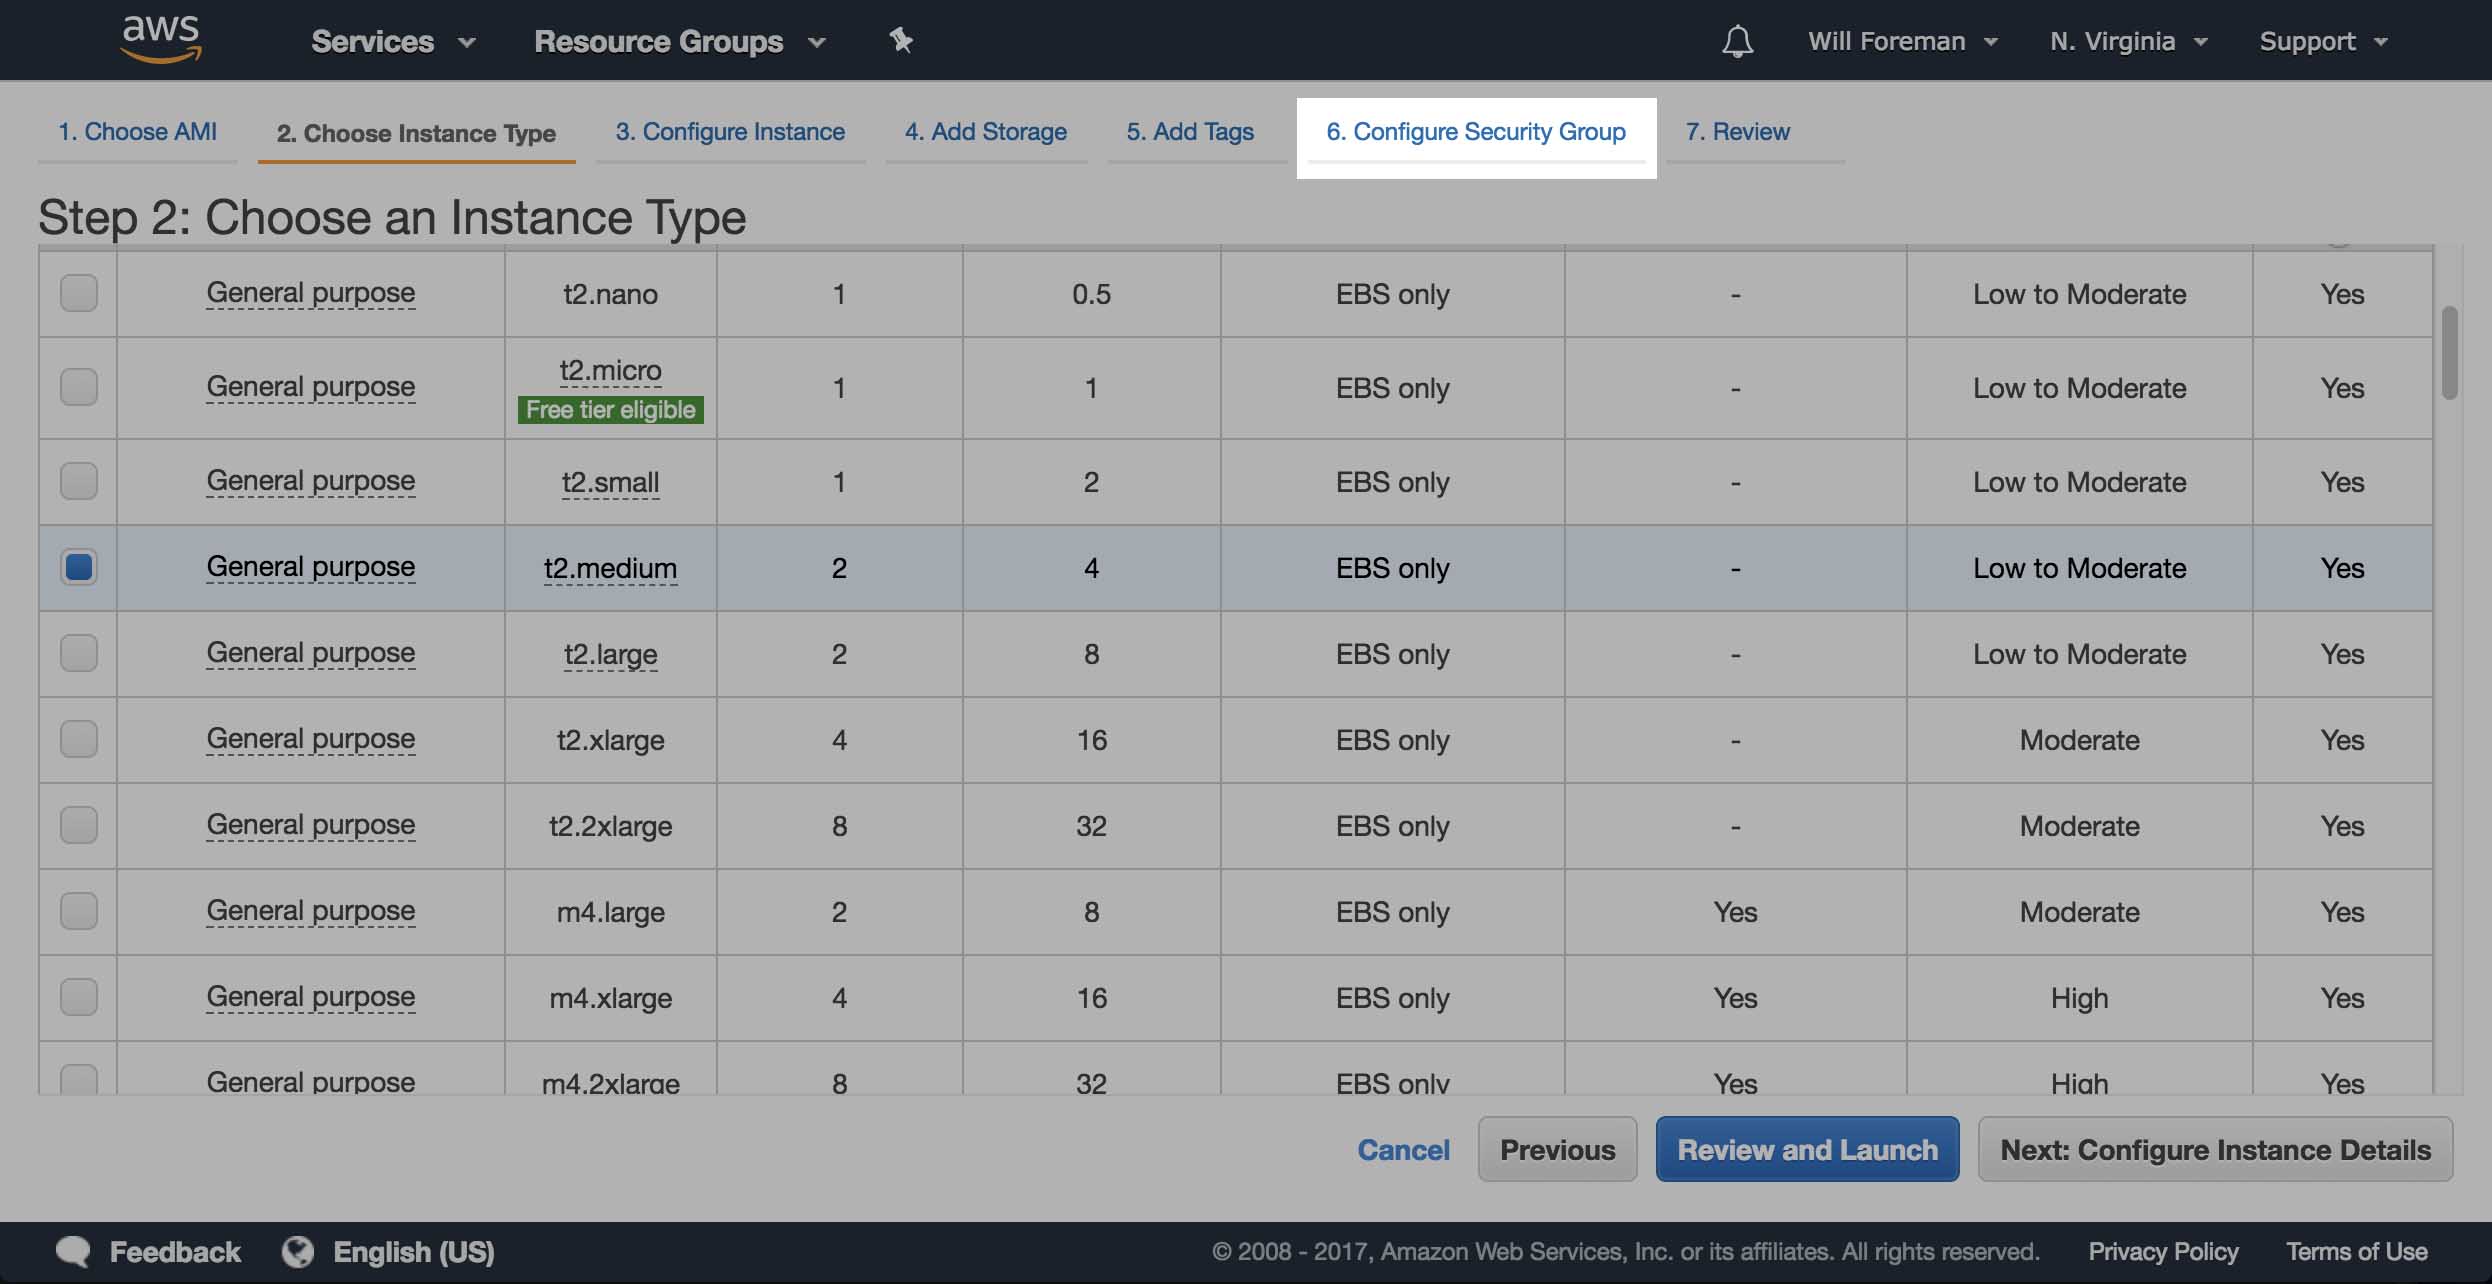 aws Services Resource Groups Will Foreman N. Virginia Support
1. Choose AMI 2. Choose Instance Type 3. Configure Instance 4. Add Storage 5. Add Tags 6. Configure Security Group 7. Review
Step 2: Choose an Instance Type
General purpose t2.nano 1 0.5 EBS only - Low to Moderate Yes
General purpose t2.micro 1 1 EBS only - Low to Moderate Yes
Free tier eligible
General purpose t2.small 1 2 EBS only - Low to Moderate Yes
General purpose t2.medium 2 4 EBS only - Low to Moderate Yes
General purpose t2.large 2 8 EBS only - Low to Moderate Yes
General purpose t2.xlarge 4 16 EBS only - Moderate Yes
General purpose t2.2xlarge 8 32 EBS only - Moderate Yes
General purpose m4.large 2 8 EBS only Yes Moderate Yes
General purpose m4.xlarge 4 16 EBS only Yes High Yes
General purpose m4.2xlarge 8 32 EBS only Yes High Yes
Cancel Previous Review and Launch Next: Configure Instance Details
Feedback English (US) © 2008 - 2017, Amazon Web Services, Inc. or its affiliates. All rights reserved. Privacy Policy Terms of Use